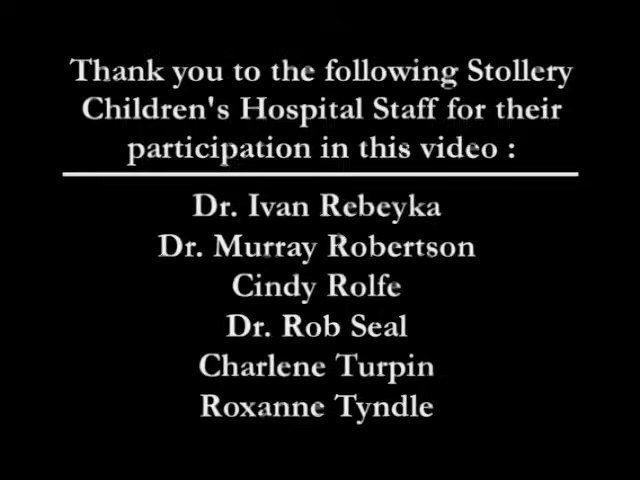 Thank you to the following Stollery
Children's Hospital Staff for their
participation in this video :
Dr. Ivan Rebeyka
Dr. Murray Robertson
Cindy Rolfe
Dr. Rob Seal
Charlene Turpin
Roxanne Tyndle